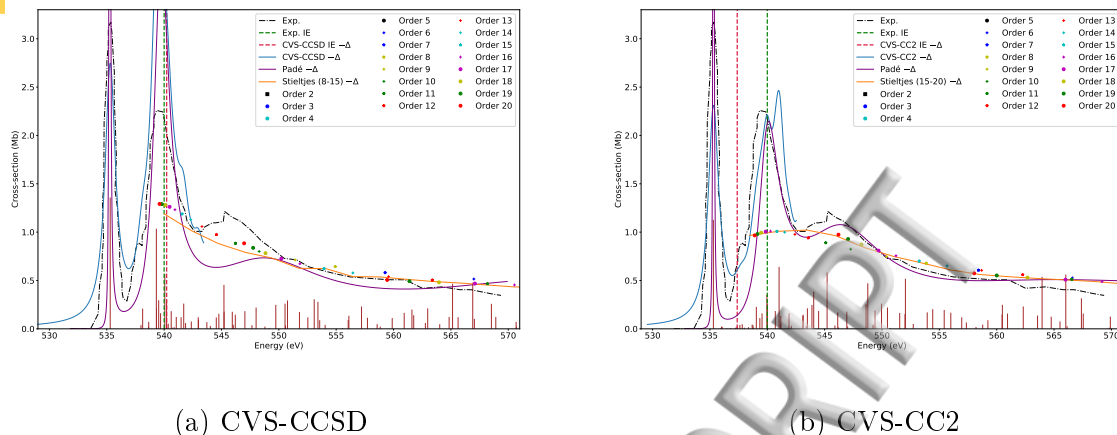 3.0
2.5
2.0
1.5
1.0
0.5
0.0
Cross-section (Mb)
530 535 540 545 550 555 560 565 570
Energy (eV)
Exp.
Exp. IE
CVS-CCSD IE −Δ
CVS-CCSD −Δ
Padé −Δ
Stieltjes (8-15) −Δ
Order 2
Order 3
Order 4
Order 5
Order 6
Order 7
Order 8
Order 9
Order 10
Order 11
Order 12
Order 13
Order 14
Order 15
Order 16
Order 17
Order 18
Order 19
Order 20
(a) CVS-CCSD
3.0
2.5
2.0
1.5
1.0
0.5
0.0
Cross-section (Mb)
530 535 540 545 550 555 560 565 570
Energy (eV)
Exp.
Exp. IE
CVS-CC2 IE −Δ
CVS-CC2 −Δ
Padé −Δ
Stieltjes (15-20) −Δ
Order 2
Order 3
Order 4
Order 5
Order 6
Order 7
Order 8
Order 9
Order 10
Order 11
Order 12
Order 13
Order 14
Order 15
Order 16
Order 17
Order 18
Order 19
Order 20
(b) CVS-CC2
RIPT